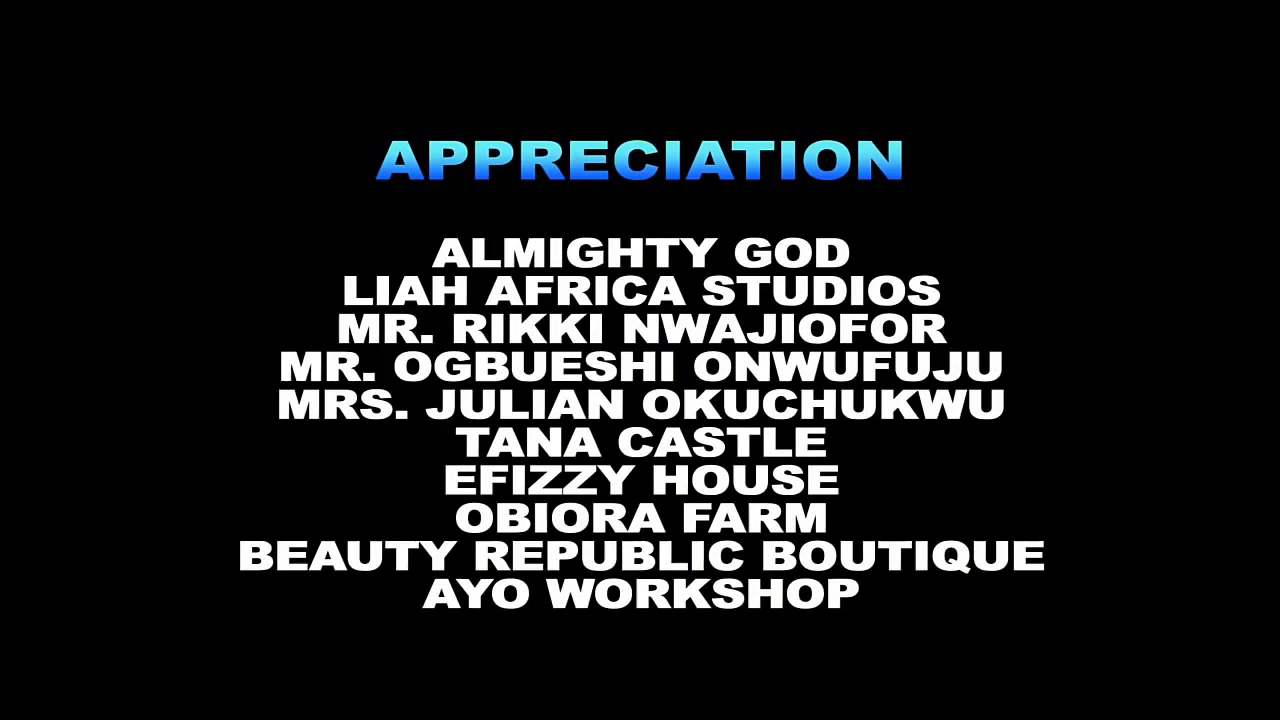 APPRECIATION
ALMIGHTY GOD
LIAH AFRICA STUDIOS
MR. RIKKI NWAJIOFOR
MR. OGBUESHI ONWUFUJU
MRS. JULIAN OKUCHUKWU
TANA CASTLE
EFIZZY HOUSE
OBIORA FARM
BEAUTY REPUBLIC BOUTIQUE
AYO WORKSHOP